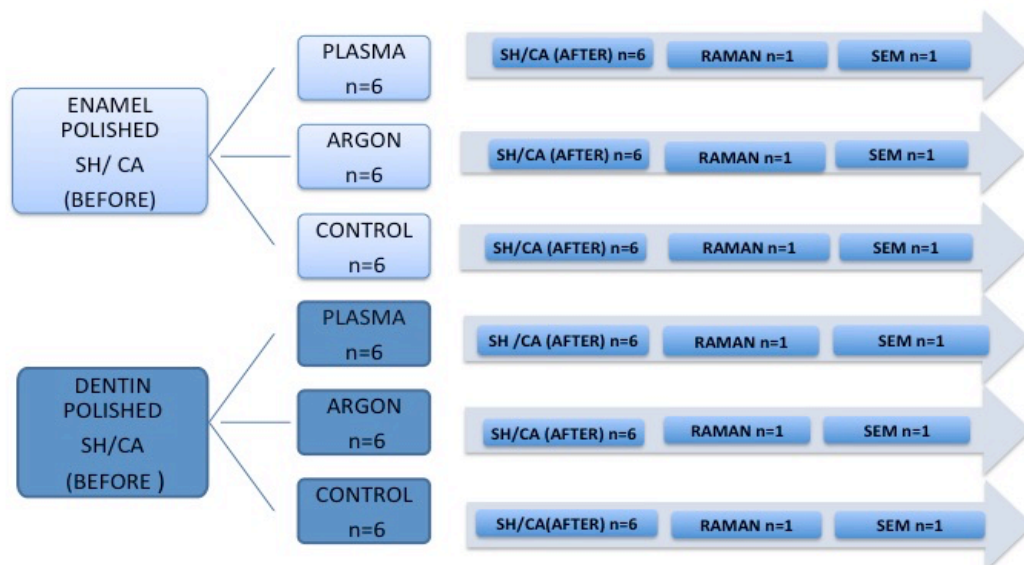 ENAMEL
POLISHED
SH/ CA
(BEFORE)
PLASMA
n=6
SH/CA (AFTER) n=6
RAMAN n=1
SEM n=1
ARGON
n=6
SH/CA (AFTER) n=6
RAMAN n=1
SEM n=1
CONTROL
n=6
SH/CA (AFTER) n=6
RAMAN n=1
SEM n=1
DENTIN
POLISHED
SH/CA
(BEFORE )
PLASMA
n=6
SH /CA (AFTER) n=6
RAMAN n=1
SEM n=1
ARGON
n=6
SH/CA (AFTER) n=6
RAMAN n=1
SEM n=1
CONTROL
n=6
SH/CA(AFTER) n=6
RAMAN n=1
SEM n=1